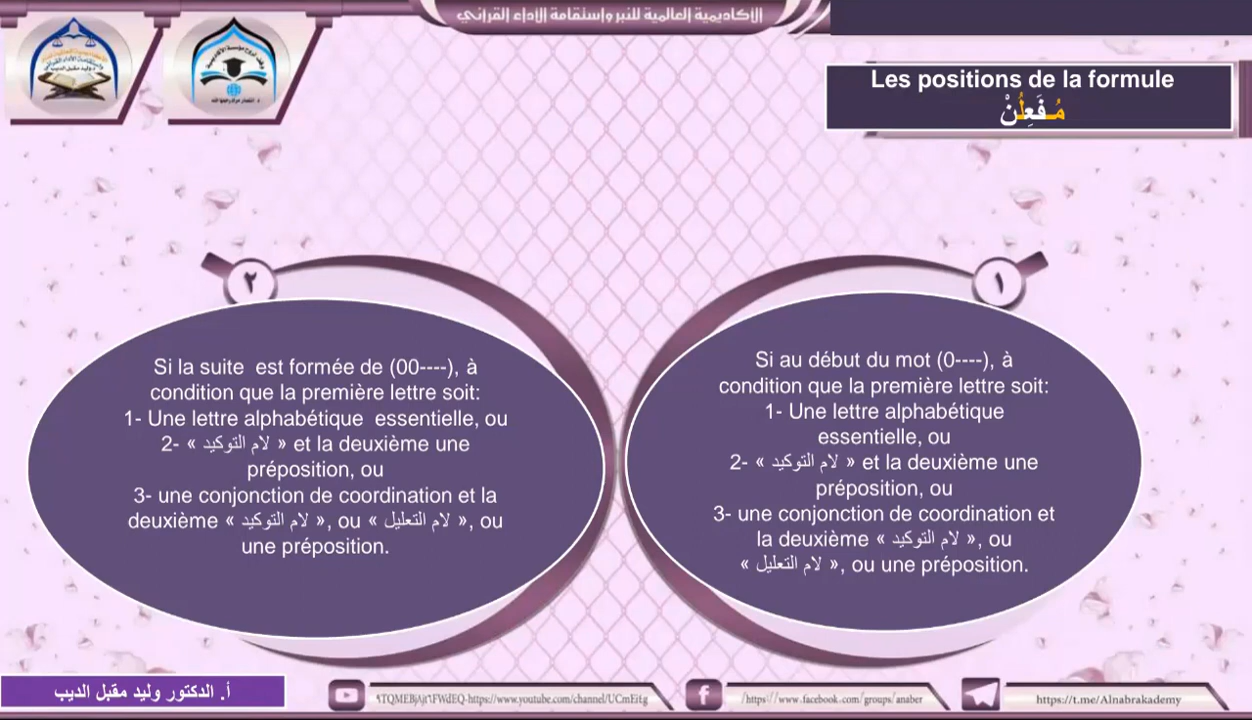 الأكاديمية العالمية للنبر وإستقامة الأداء القرآني
Les positions de la formule
مُـفَعِلُنْ
١
Si au début du mot (0----), à
condition que la première lettre soit:
1- Une lettre alphabétique
essentielle, ou
2- « لام التوكيد » et la deuxième une
préposition, ou
3- une conjonction de coordination et
la deuxième « لام التوكيد », ou
« لام التعليل », ou une préposition.
٢
Si la suite est formée de (00----), à
condition que la première lettre soit:
1- Une lettre alphabétique essentielle, ou
2- « لام التوكيد » et la deuxième une
préposition, ou
3- une conjonction de coordination et la
deuxième « لام التوكيد », ou « لام التعليل », ou
une préposition.
أ. الدكتور وليد مقبل الديب
https://www.youtube.com/channel/UCmEifg
https://www.facebook.com/groups/anaber/
https://t.me/Alnabrakademy